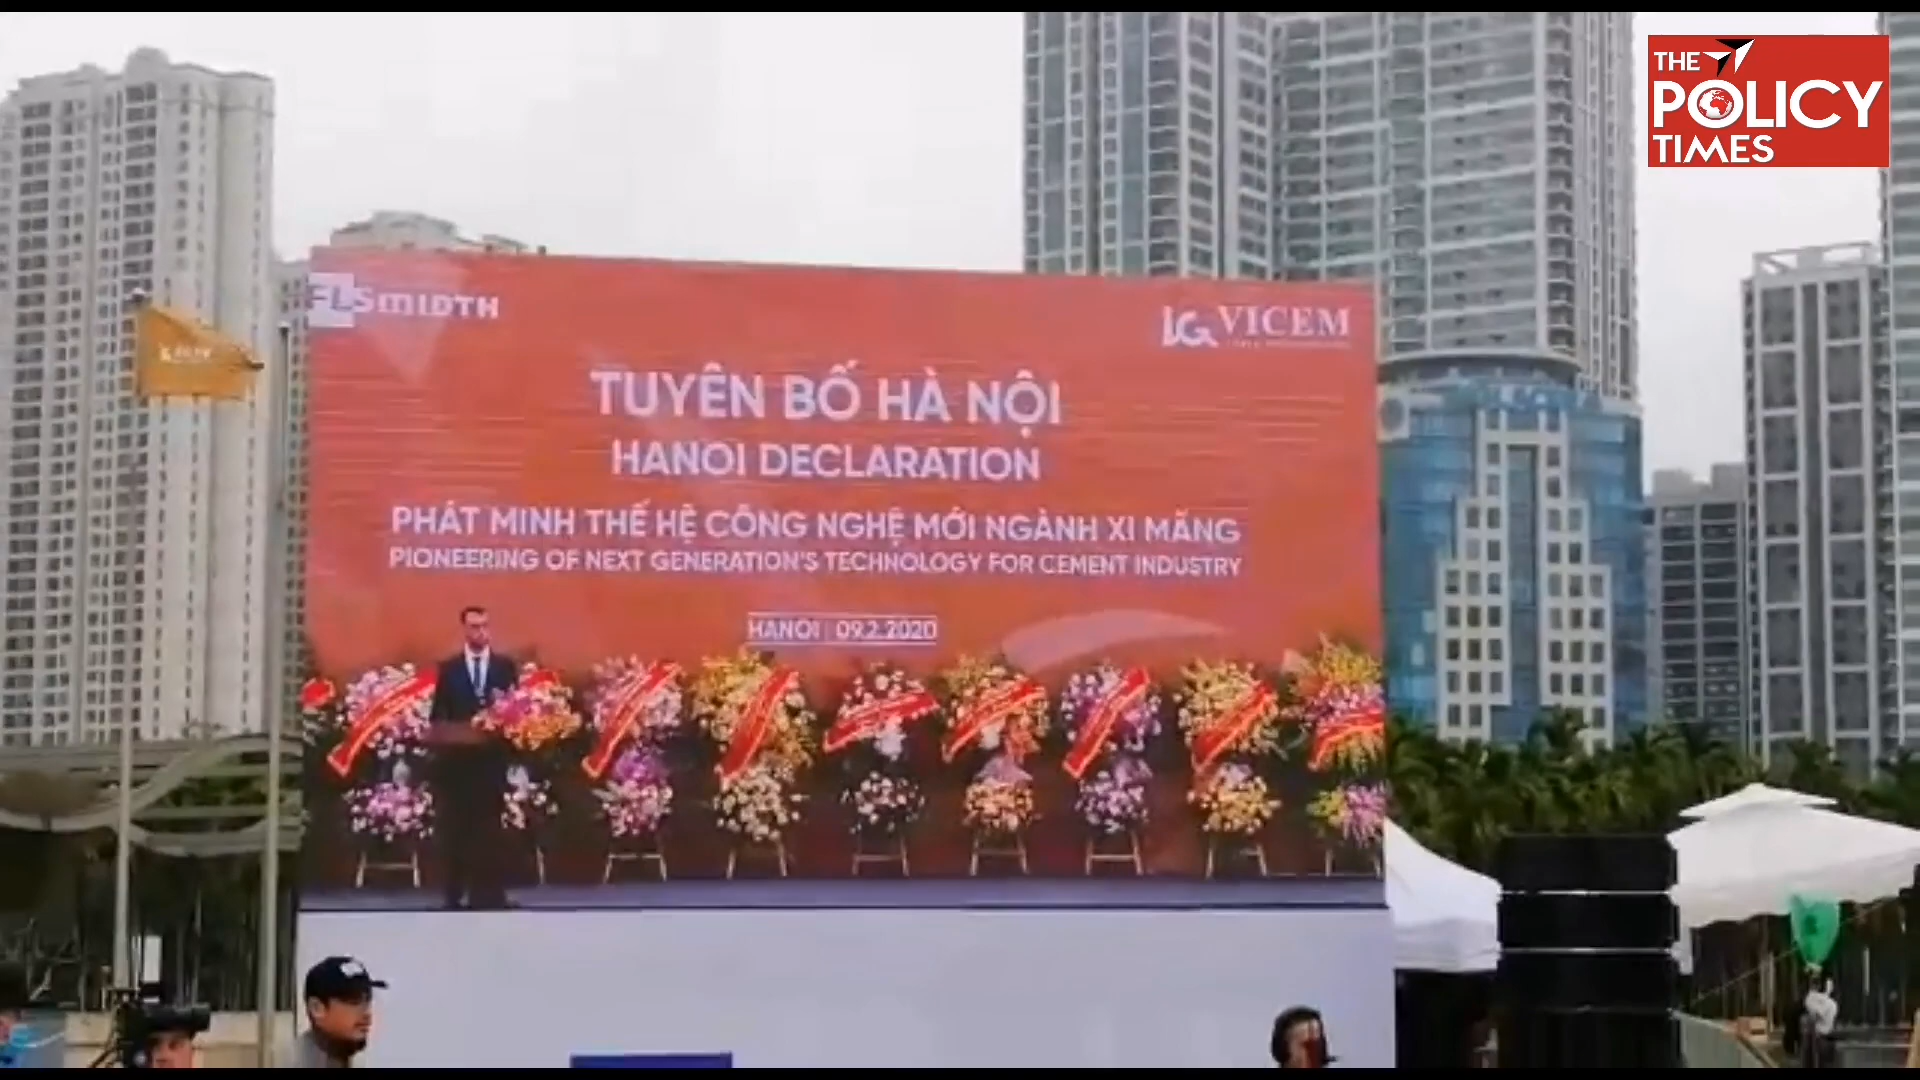 THE
POLICY
TIMES
FLSMIDTH
VICEM
TUYÊN BỐ HÀ NỘI
HANOI DECLARATION
PHÁT MINH THẾ HỆ CÔNG NGHỆ MỚI NGÀNH XI MĂNG
PIONEERING OF NEXT GENERATION'S TECHNOLOGY FOR CEMENT INDUSTRY
HANOI | 09.2.2020